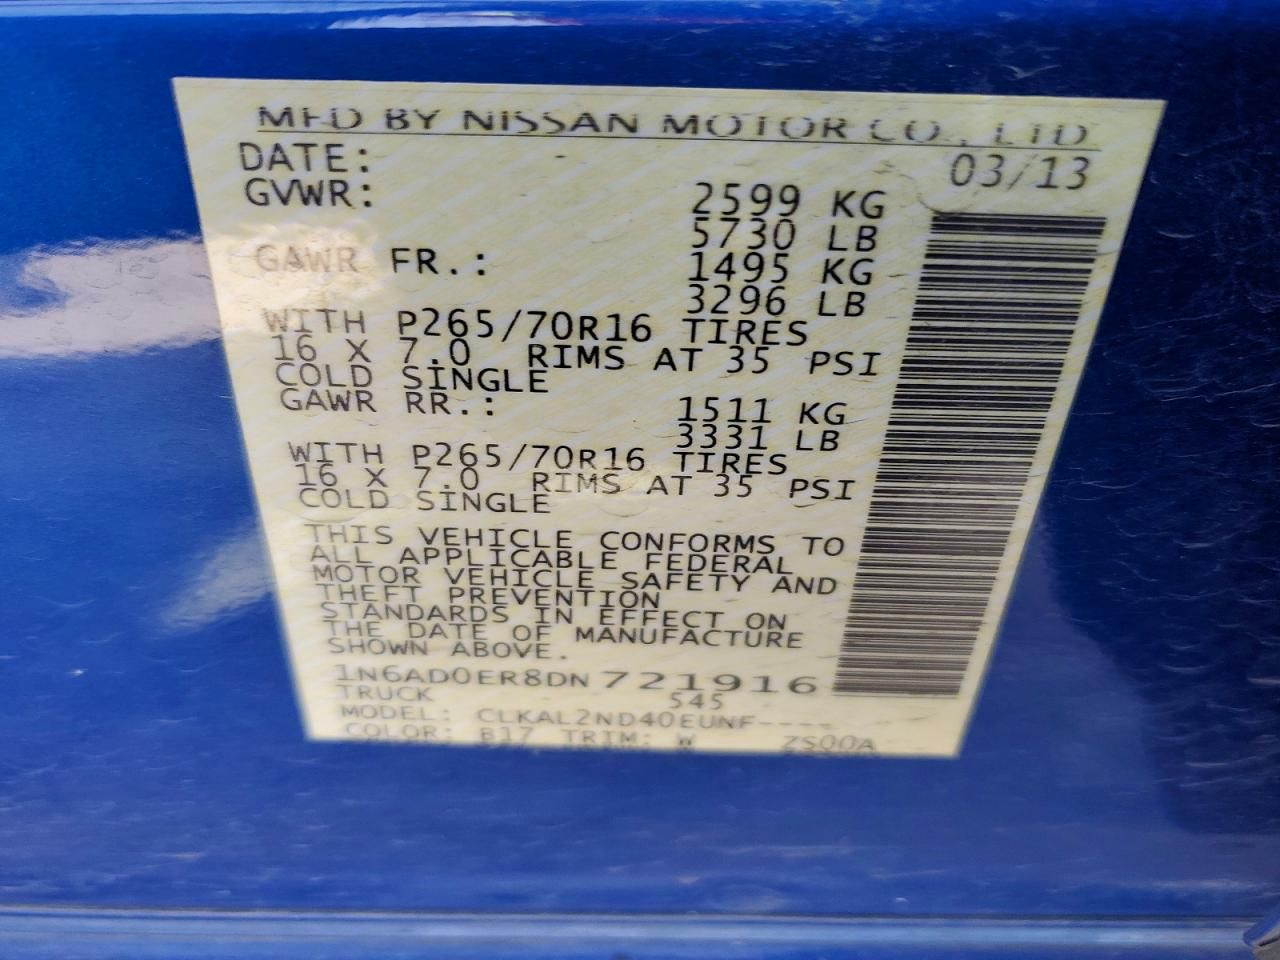 MFD BY NISSAN MOTOR CO., LTD
DATE: 03/13
GVWR: 2599 KG
5730 LB
GAWR FR.: 1495 KG
3296 LB
WITH P265/70R16 TIRES
16 X 7.0 RIMS AT 35 PSI
COLD SINGLE
GAWR RR.: 1511 KG
3331 LB
WITH P265/70R16 TIRES
16 X 7.0 RIMS AT 35 PSI
COLD SINGLE
THIS VEHICLE CONFORMS TO
ALL APPLICABLE FEDERAL
MOTOR VEHICLE SAFETY AND
THEFT PREVENTION
STANDARDS IN EFFECT ON
THE DATE OF MANUFACTURE
SHOWN ABOVE.
1N6AD0ER8DN721916
TRUCK 545
MODEL: CLKAL2ND40EUNF----
COLOR: B17 TRIM: W ZS00A